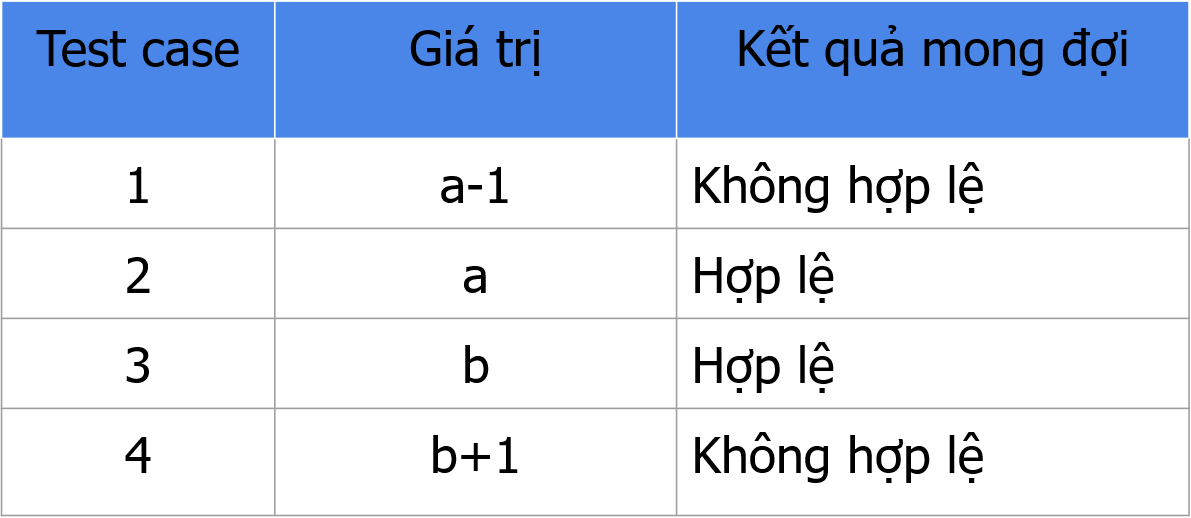 Test case Giá trị Kết quả mong đợi
1 a-1 Không hợp lệ
2 a Hợp lệ
3 b Hợp lệ
4 b+1 Không hợp lệ